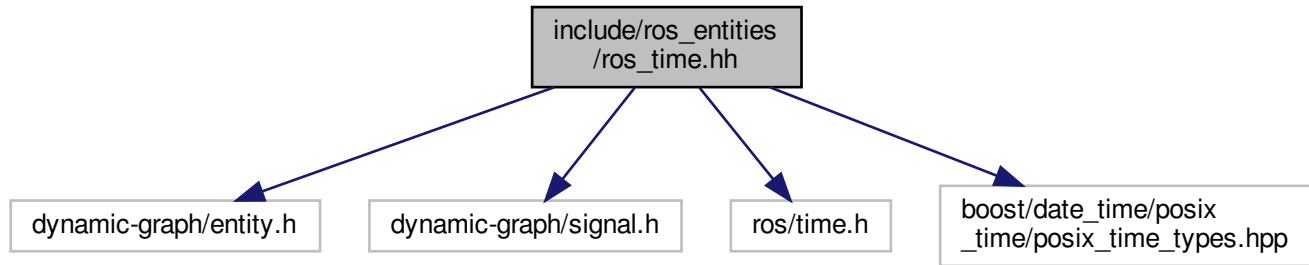 include/ros_entities
/ros_time.hh
dynamic-graph/entity.h
dynamic-graph/signal.h
ros/time.h
boost/date_time/posix
_time/posix_time_types.hpp